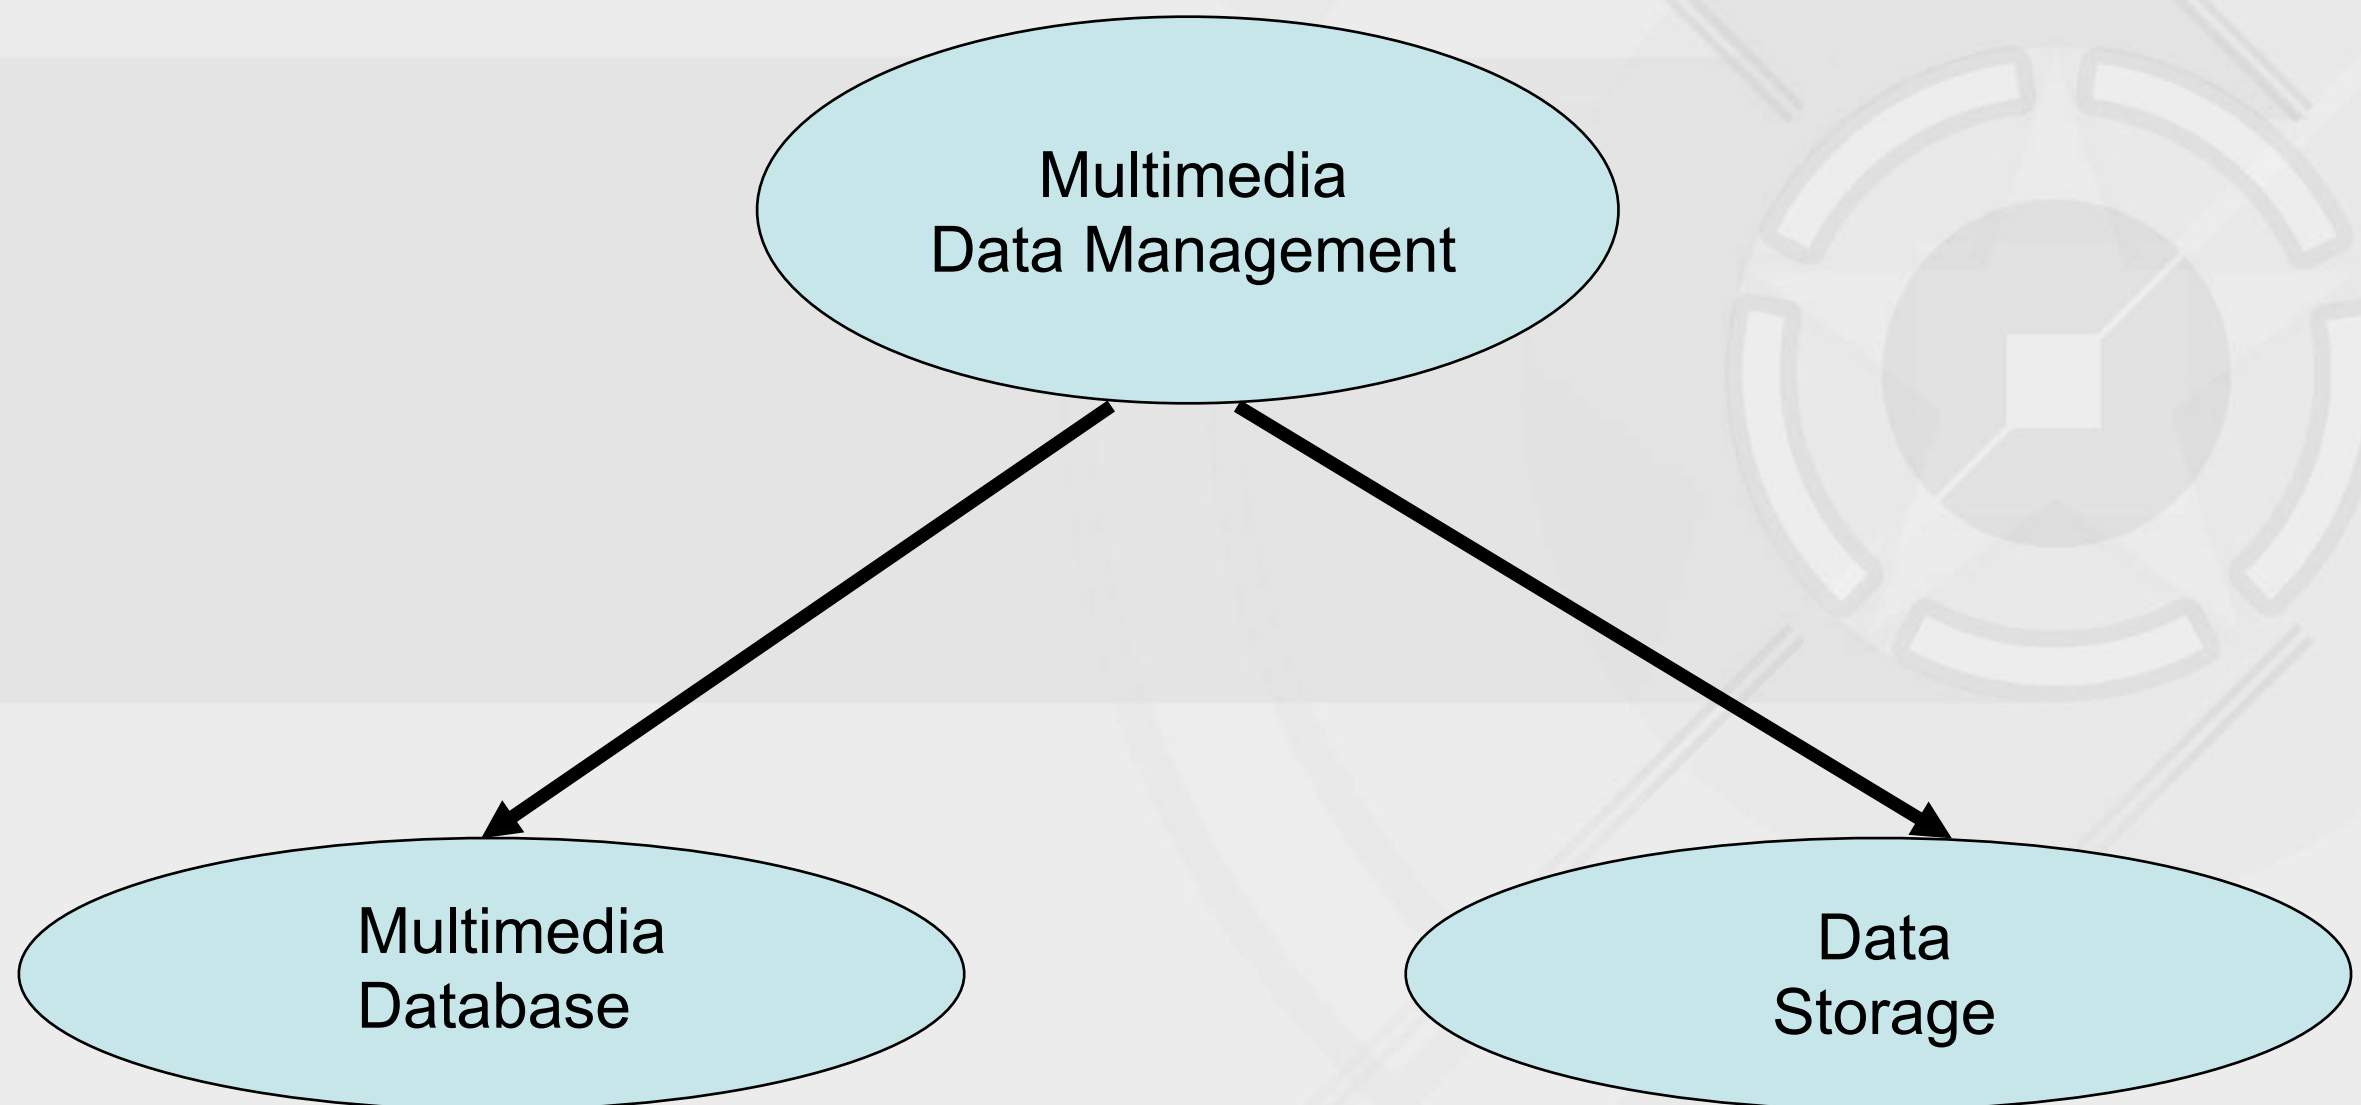 Multimedia
Data Management
Multimedia
Database
Data
Storage